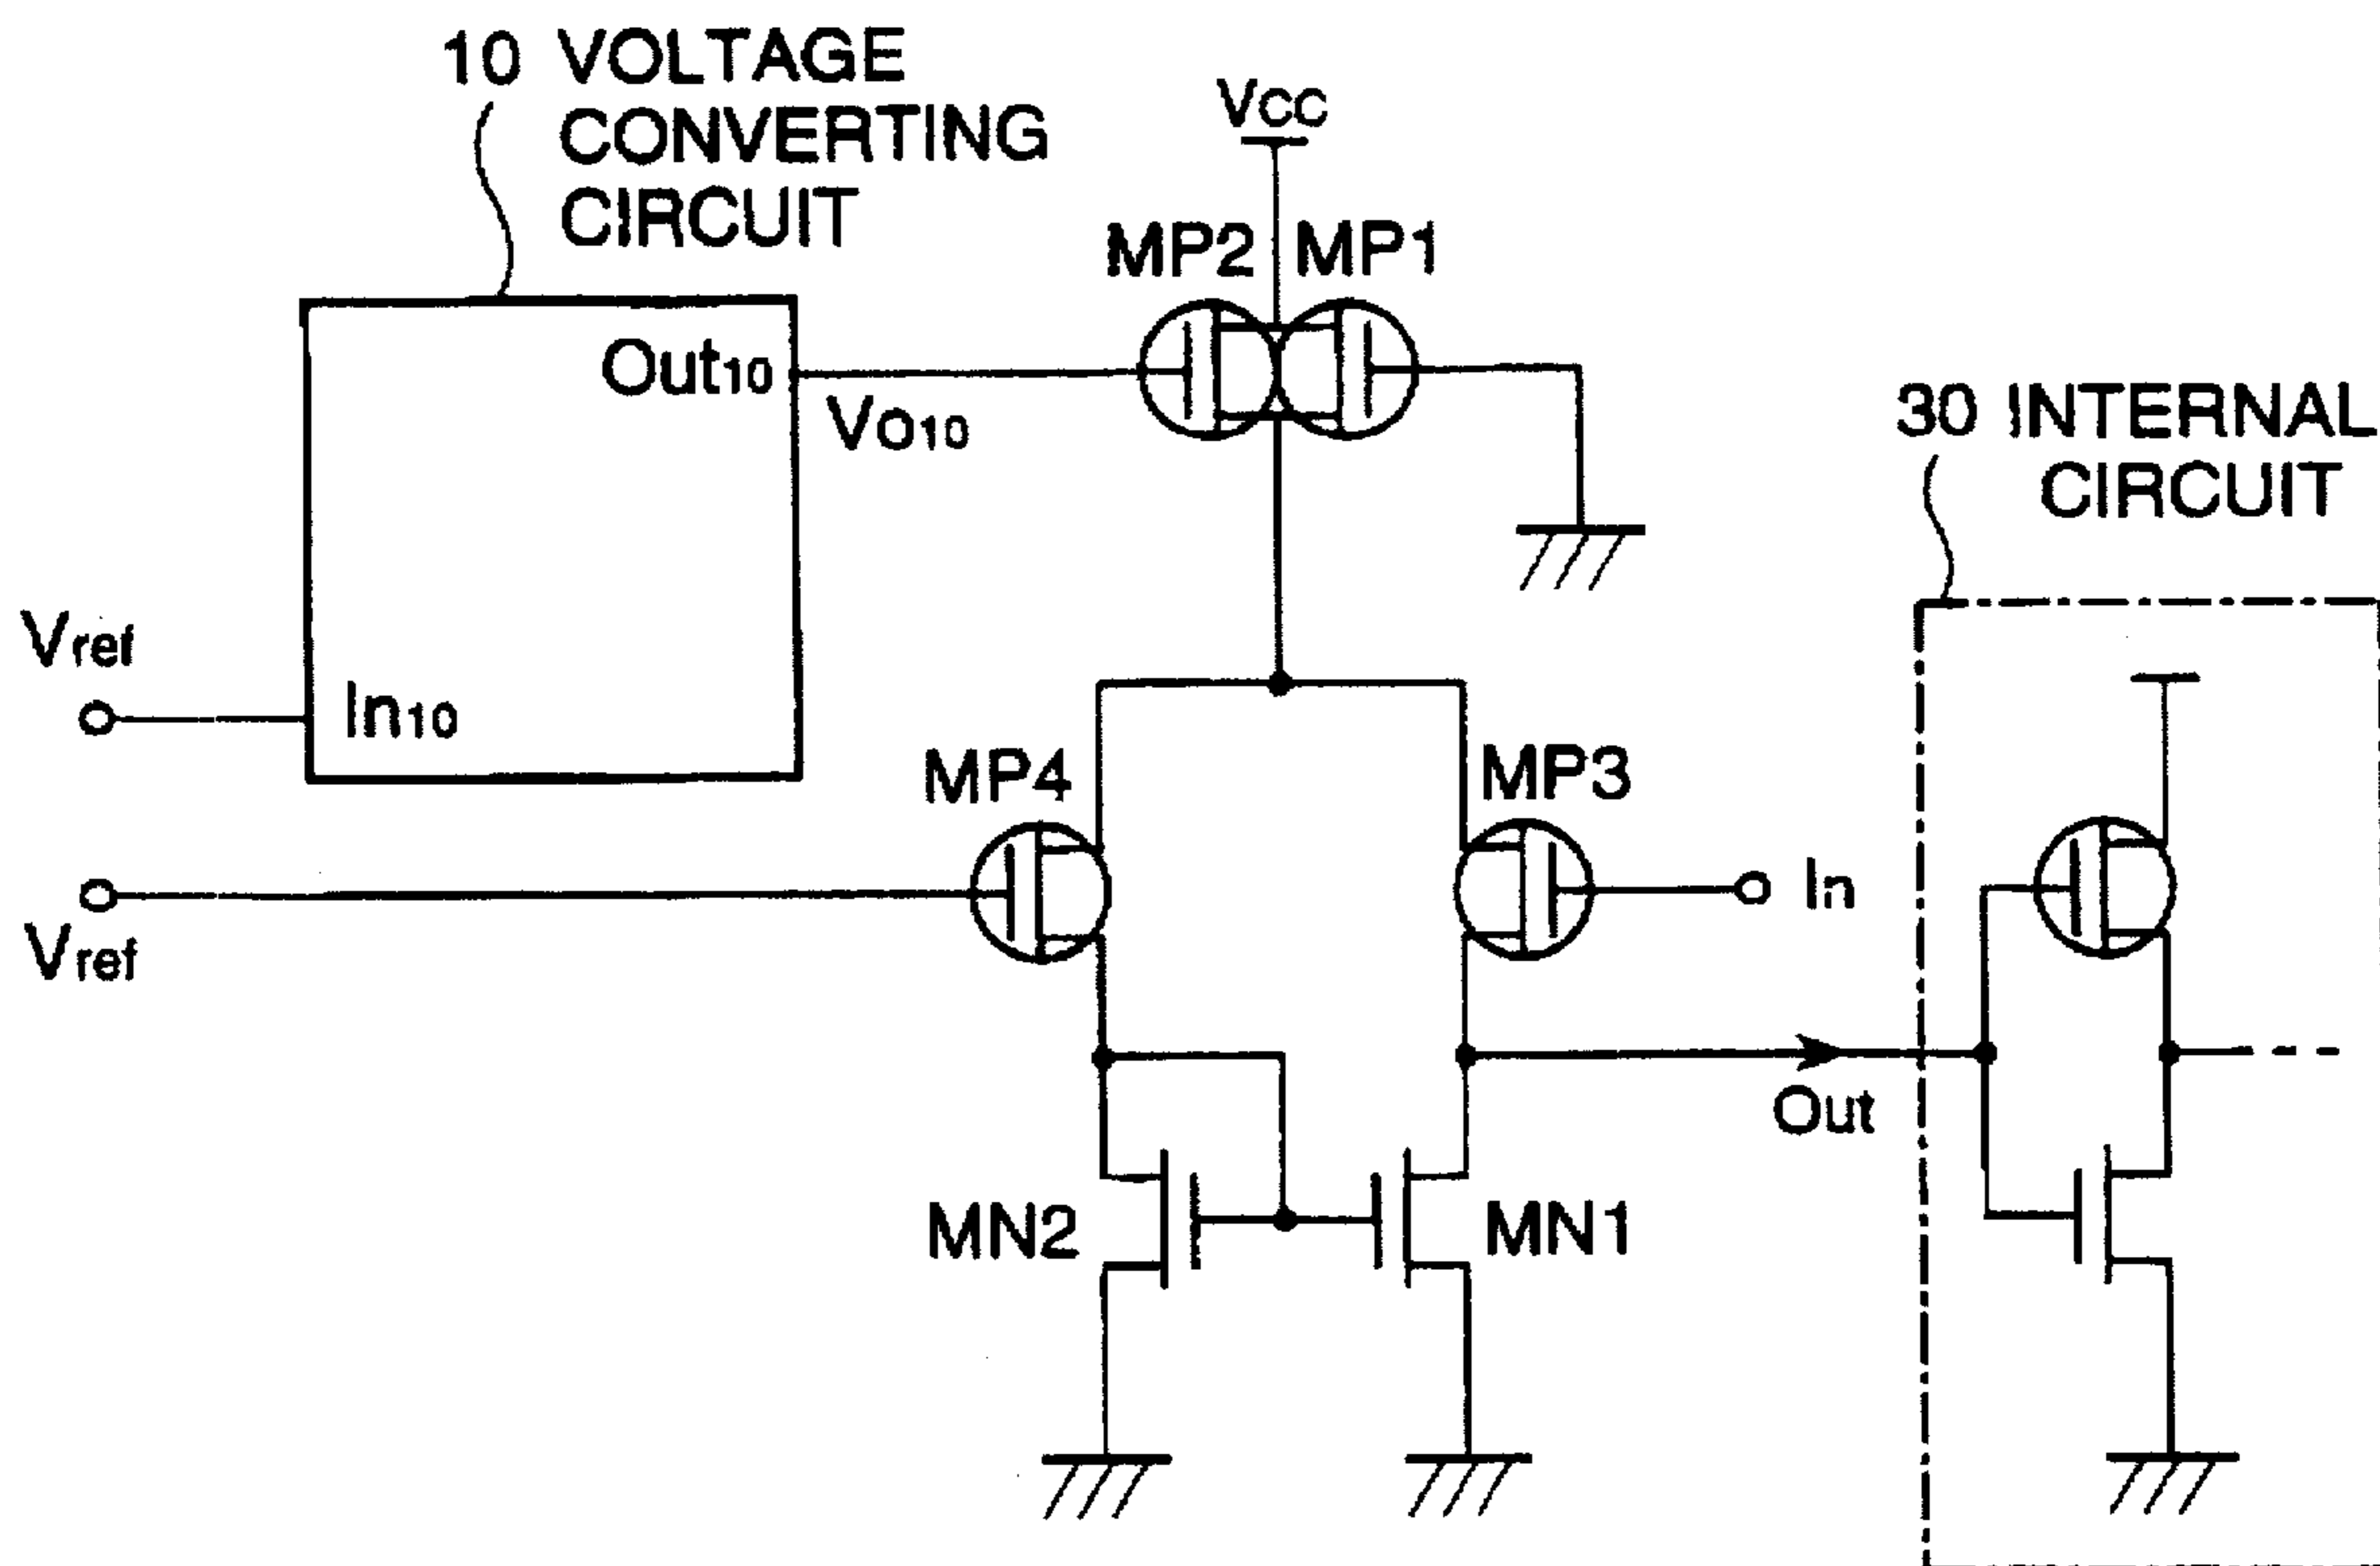 10 VOLTAGE
CONVERTING
CIRCUIT
Vcc
MP2 MP1
Out10
Vo10
30 INTERNAL
CIRCUIT
Vref
In10
MP4
MP3
In
Vref
Out
MN2
MN1